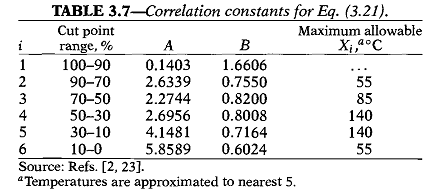 TABLE 3.7—Correlation constants for Eq. (3.21).
Cut point Maximum allowable
i range, % A B Xi,a°C
1 100–90 0.1403 1.6606 ...
2 90–70 2.6339 0.7550 55
3 70–50 2.2744 0.8200 85
4 50–30 2.6956 0.8008 140
5 30–10 4.1481 0.7164 140
6 10–0 5.8589 0.6024 55
Source: Refs. [2, 23].
aTemperatures are approximated to nearest 5.